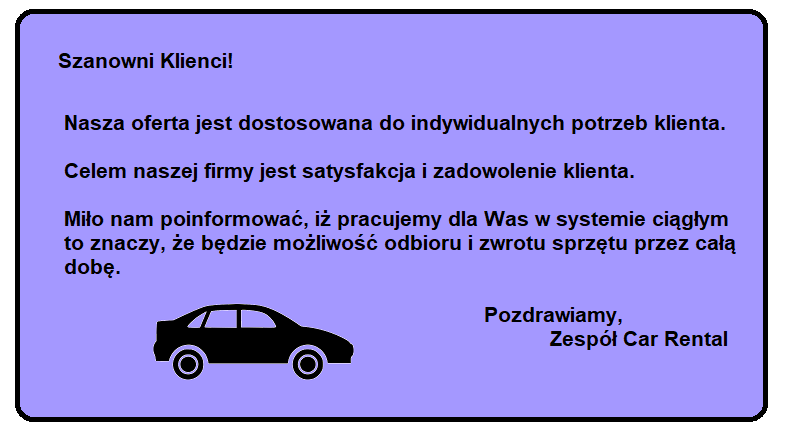 Szanowni Klienci!
Nasza oferta jest dostosowana do indywidualnych potrzeb klienta.
Celem naszej firmy jest satysfakcja i zadowolenie klienta.
Miło nam poinformować, iż pracujemy dla Was w systemie ciągłym
to znaczy, że będzie możliwość odbioru i zwrotu sprzętu przez całą
dobę.
Pozdrawiamy,
Zespół Car Rental